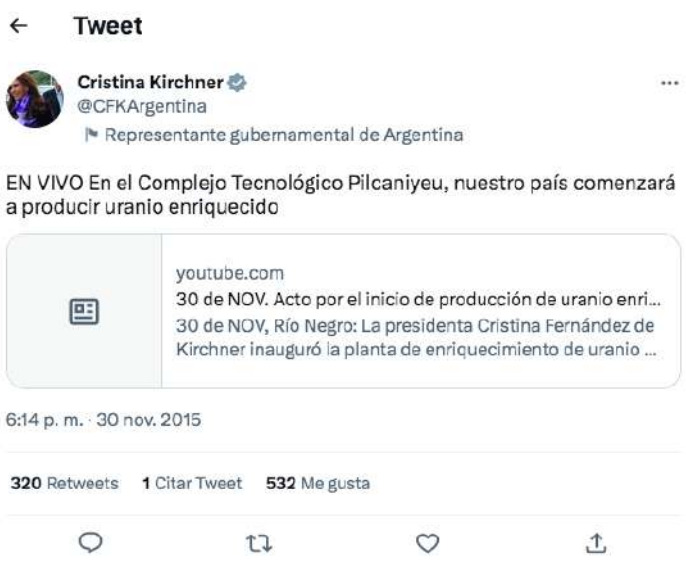 Tweet
Cristina Kirchner
@CFKArgentina
Representante gubernamental de Argentina
EN VIVO En el Complejo Tecnológico Pilcaniyeu, nuestro país comenzará
a producir uranio enriquecido
youtube.com
30 de NOV. Acto por el inicio de producción de uranio enri...
30 de NOV, Río Negro: La presidenta Cristina Fernández de
Kirchner inauguró la planta de enriquecimiento de uranio ...
6:14 p. m. · 30 nov. 2015
320 Retweets 1 Citar Tweet 532 Me gusta